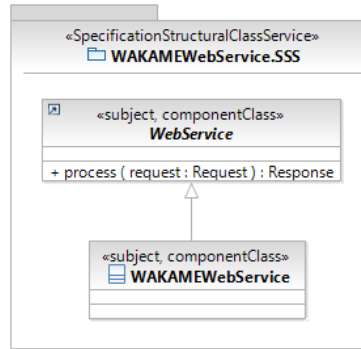 «SpecificationStructuralClassService»
WAKAMEWebService.SSS
«subject, componentClass»
WebService
+ process ( request : Request ) : Response
«subject, componentClass»
WAKAMEWebService